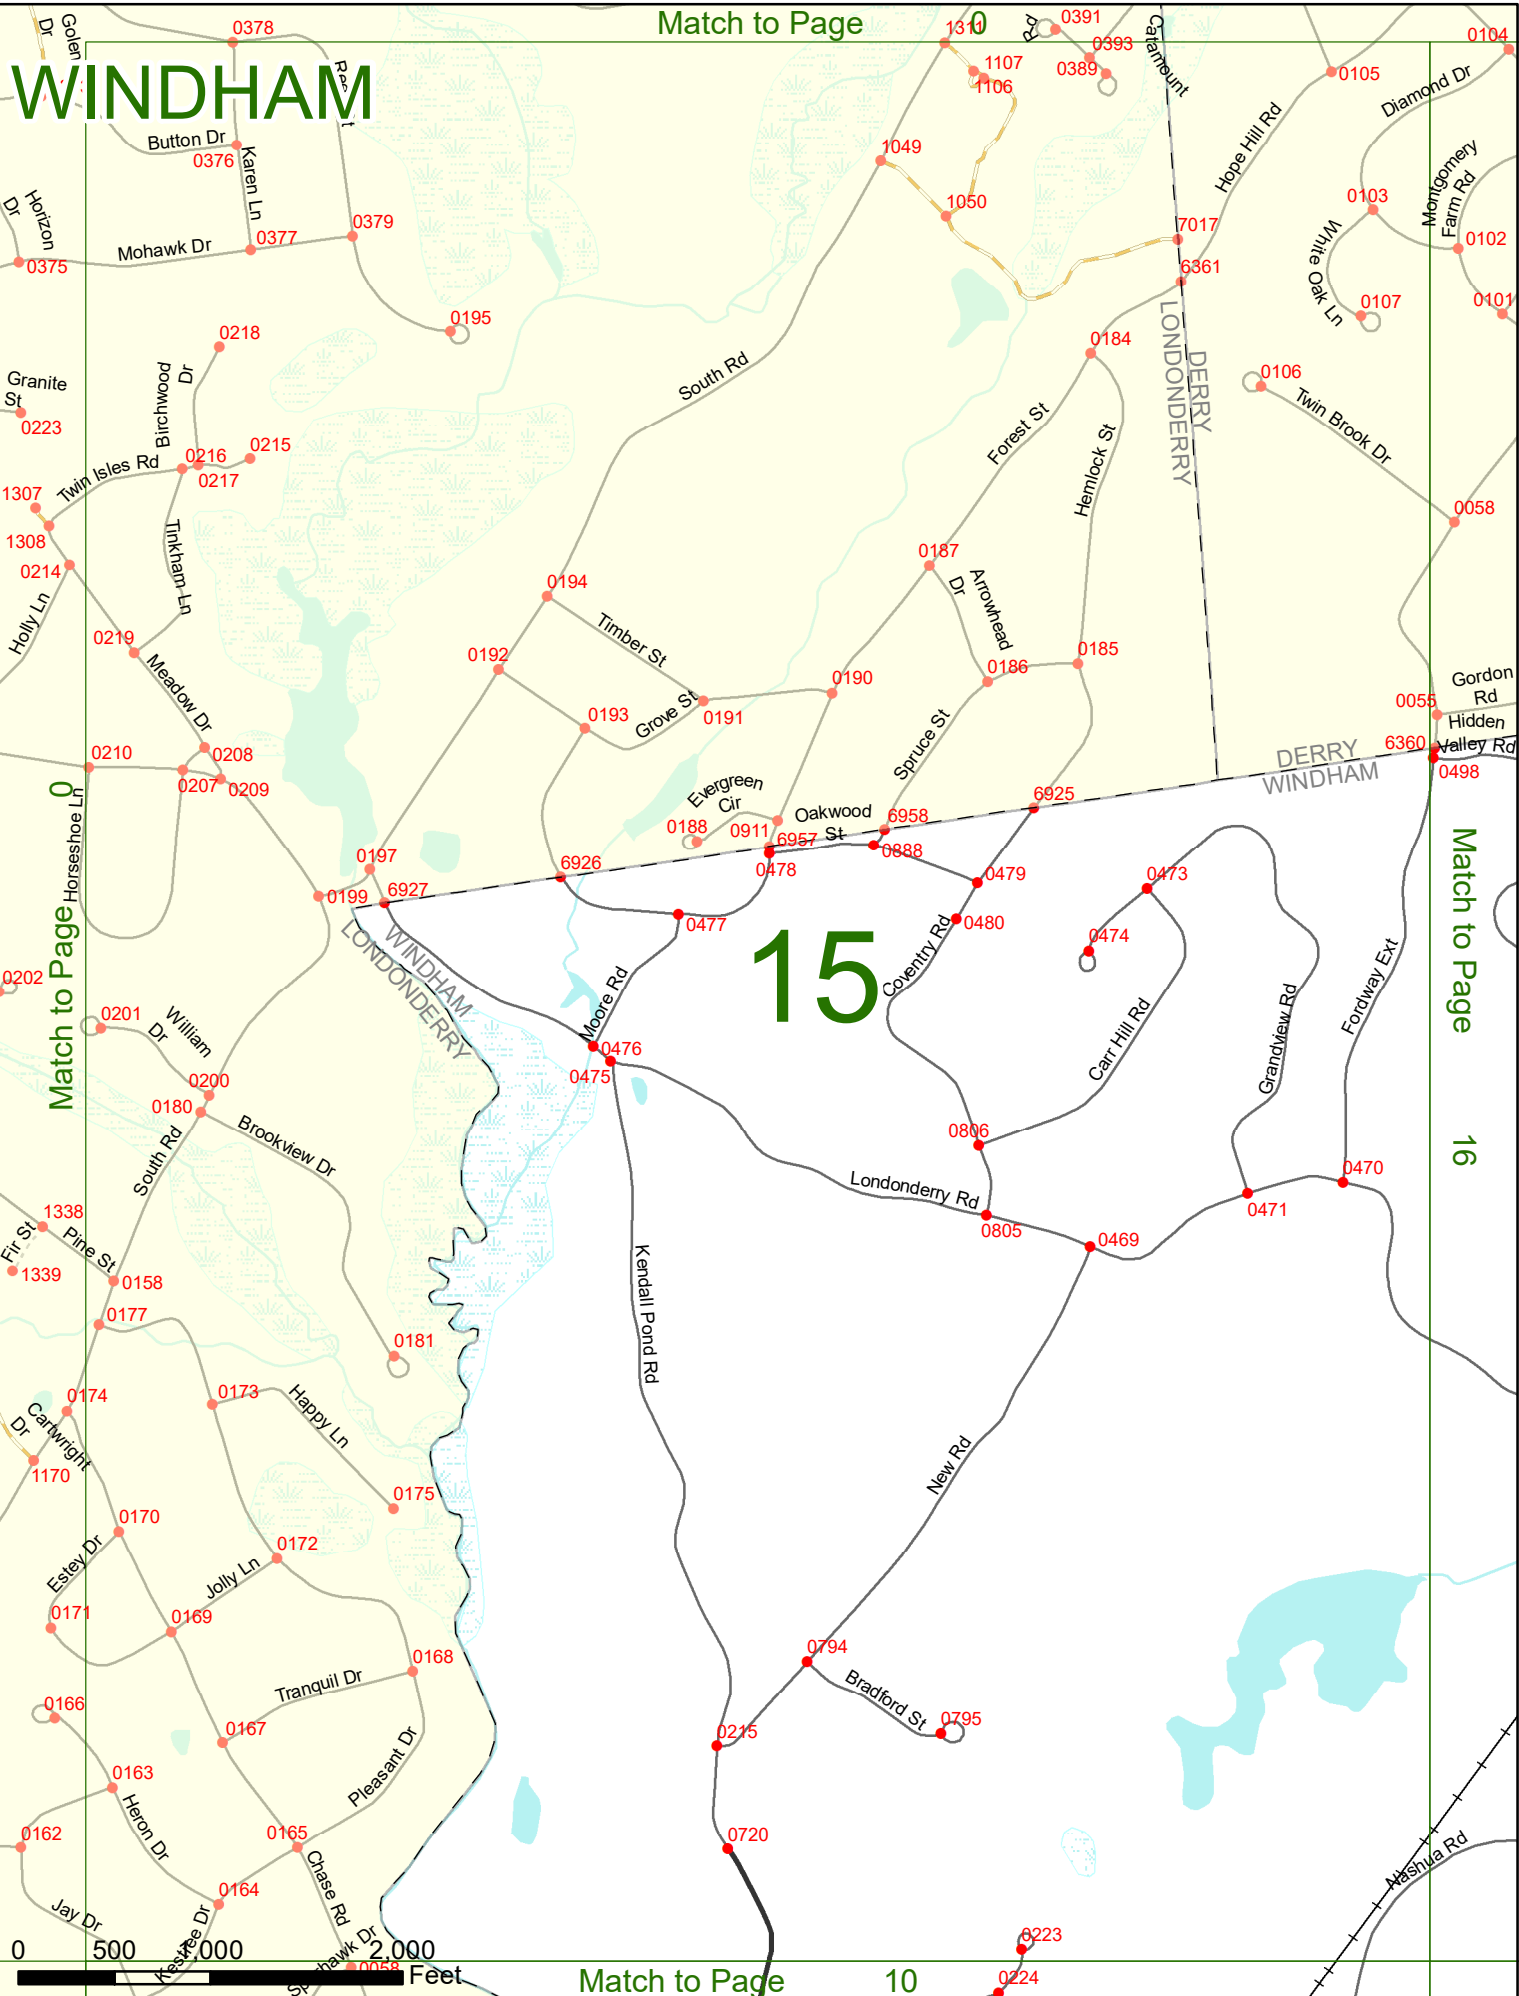 Match to Page 0
WINDHAM
Golen
Dr
0378
1311
Rd
0391
0393
0389
Catamount
0104
0105
1107
1106
Diamond Dr
Button Dr
0376
Karen Ln
1049
Hope Hill Rd
Montgomery
Farm Rd
0103
0102
Horizon
Dr
0375
Mohawk Dr
0377
0379
1050
7017
6361
White Oak Ln
0107
0101
0195
0218
0184
LONDONDERRY
DERRY
0106
Twin Brook Dr
Granite
St
0223
Birchwood
Dr
South Rd
Forest St
Hemlock St
0216
0217
0215
Twin Isles Rd
1307
1308
0214
Tinkham Ln
0058
0187
Arrowhead
Dr
0194
Timber St
Holly Ln
0219
Meadow Dr
0192
0190
0186
0185
Gordon
Rd
0193
Grove St
0191
0055
Hidden
Valley Rd
6360
0498
Spruce St
DERRY
WINDHAM
0210
0208
0207
0209
Horseshoe Ln
Match to Page 0
Evergreen
Cir
0188
0911
Oakwood
St
6957
0478
6958
0888
6925
Match to Page 16
0197
6926
0199
6927
0479
0473
0477
0480
0474
15
WINDHAM
LONDONDERRY
Coventry Rd
Fordway Ext
0202
0201
William
Dr
Moore Rd
0476
0475
Carr Hill Rd
Grandview Rd
0200
0180
Brookview Dr
South Rd
0806
0470
Londonderry Rd
0471
0805
0469
1338
Fir St
Pine St
1339
0158
0177
Kendall Pond Rd
0181
0174
0173
Happy Ln
Cartwright
Dr
1170
New Rd
0175
0170
Estey Dr
0172
Jolly Ln
0171
0169
0168
0794
Tranquil Dr
Bradford St
0795
0166
0167
0215
Pleasant Dr
0163
Heron Dr
0162
0165
0720
Chase Rd
Nashua Rd
0164
Jay Dr
Kestree Dr
0058
0223
0224
0 500 1,000 2,000
Feet
Match to Page 10